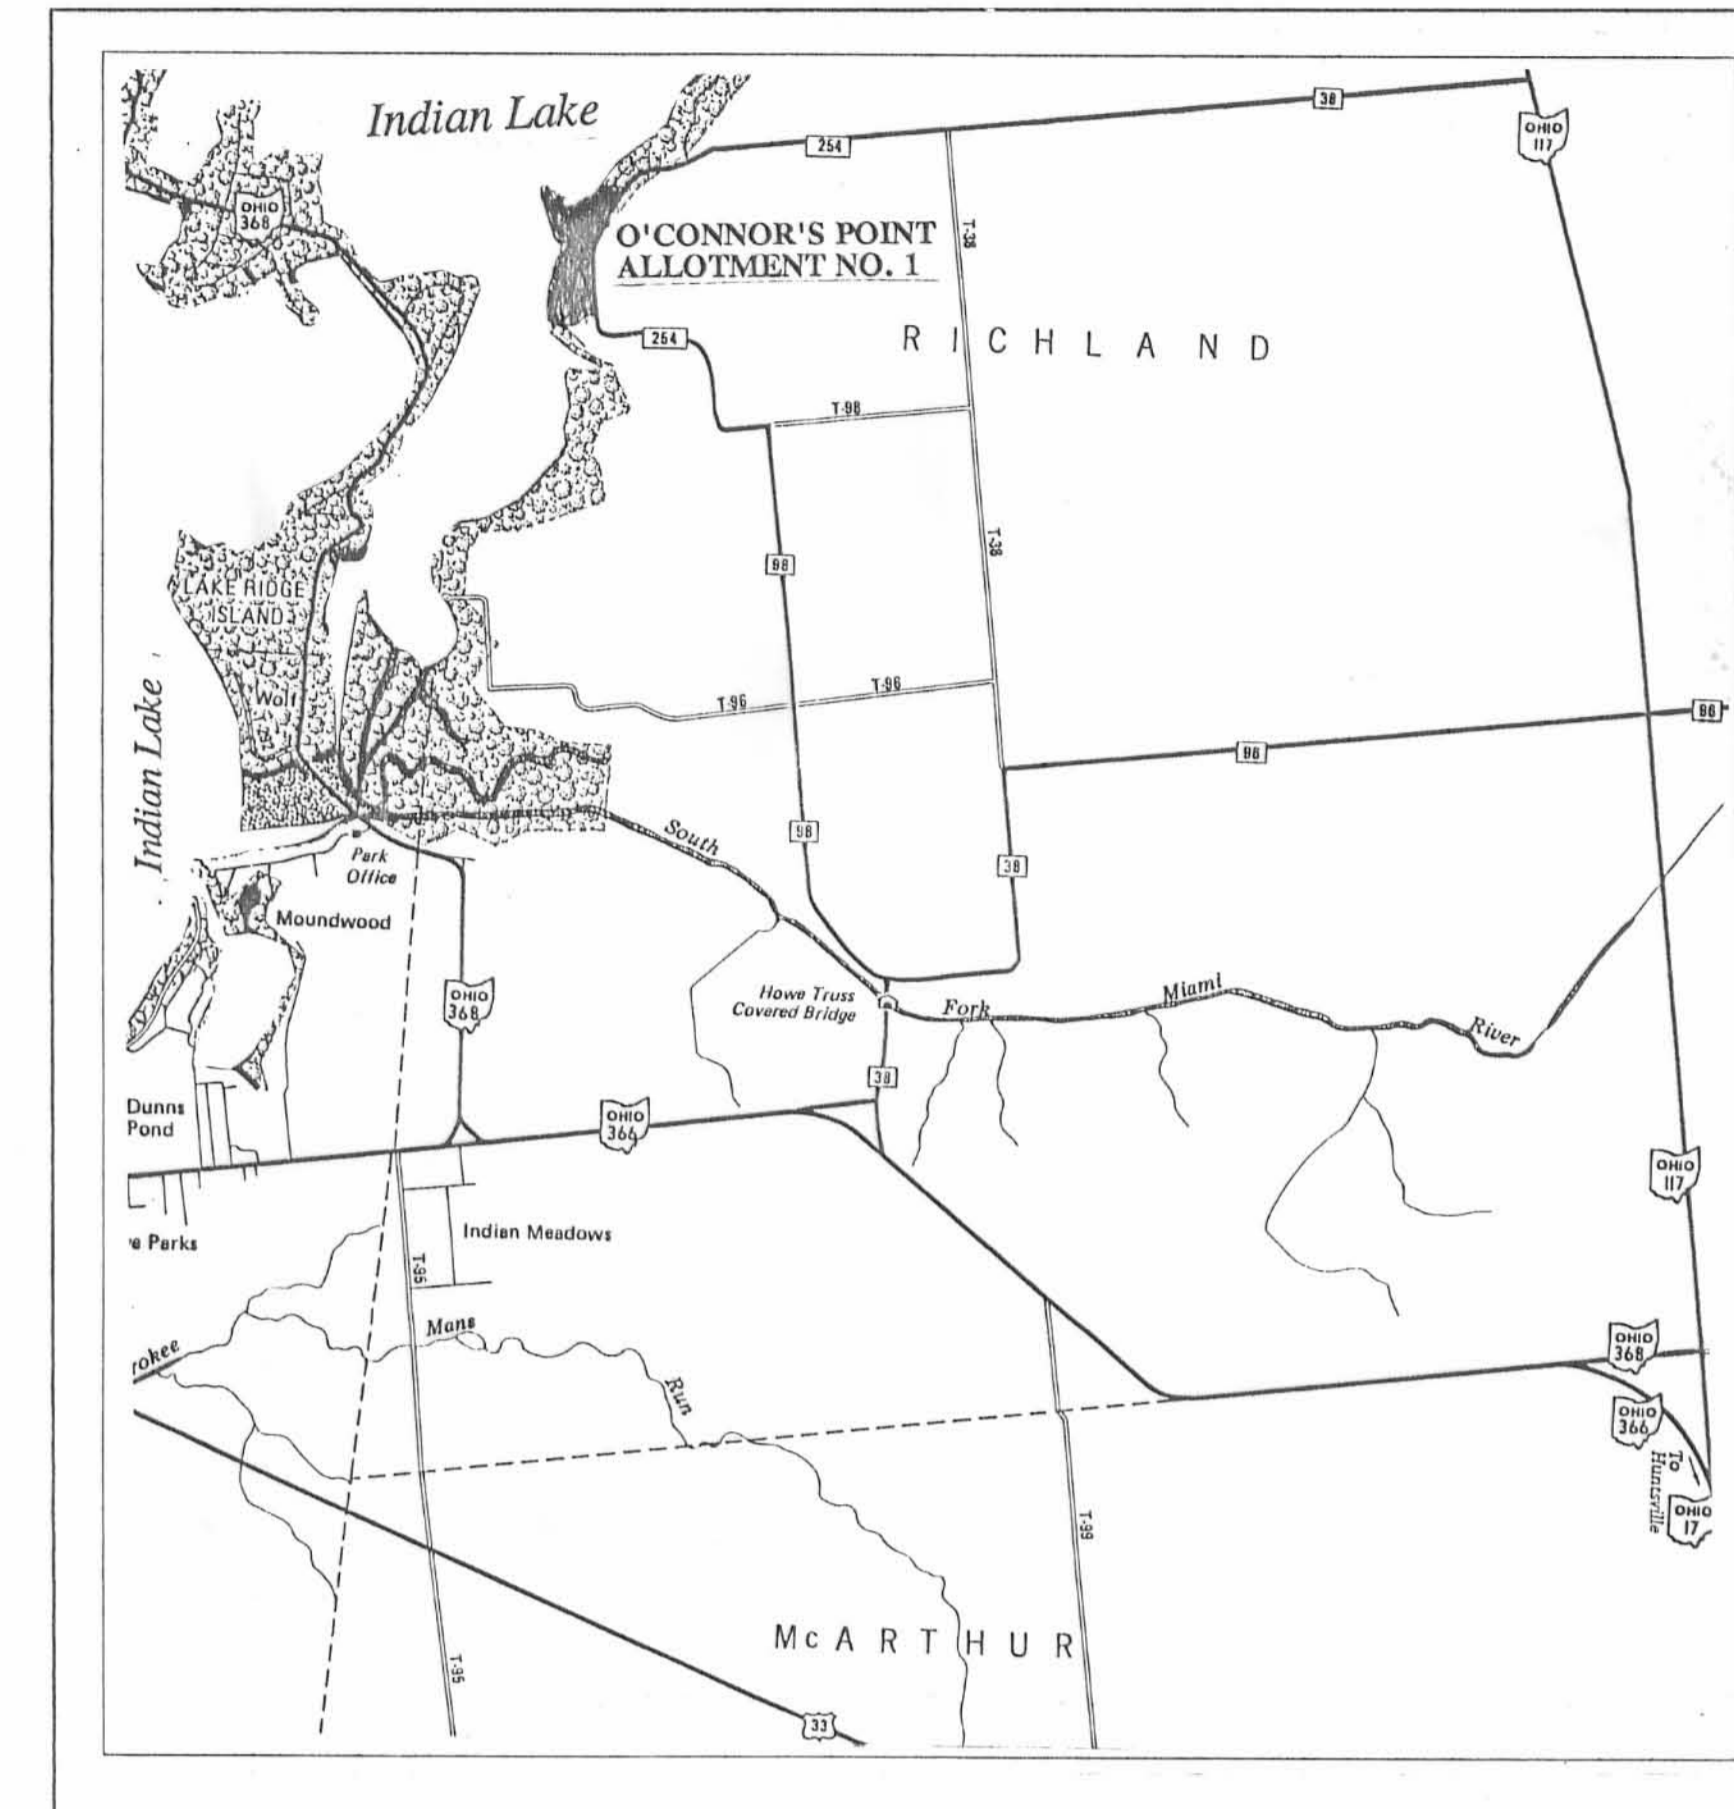 Indian Lake
38
OHIO
117
254
OHIO
368
O'CONNOR'S POINT
ALLOTMENT NO. 1
T-38
254
RICHLAND
T-98
98
T-38
LAKE RIDGE
ISLAND
Wolf
Indian Lake
T-96
T-96
96
98
South
98
38
Park
Office
Moundwood
OHIO
368
Howe Truss
Covered Bridge
Fork
Miami
River
38
Dunns
Pond
OHIO
366
OHIO
117
e Parks
Indian Meadows
T-95
Mans
Run
rokee
OHIO
368
OHIO
366
To
Huntsville
OHIO
17
T-99
McARTHUR
T-95
33